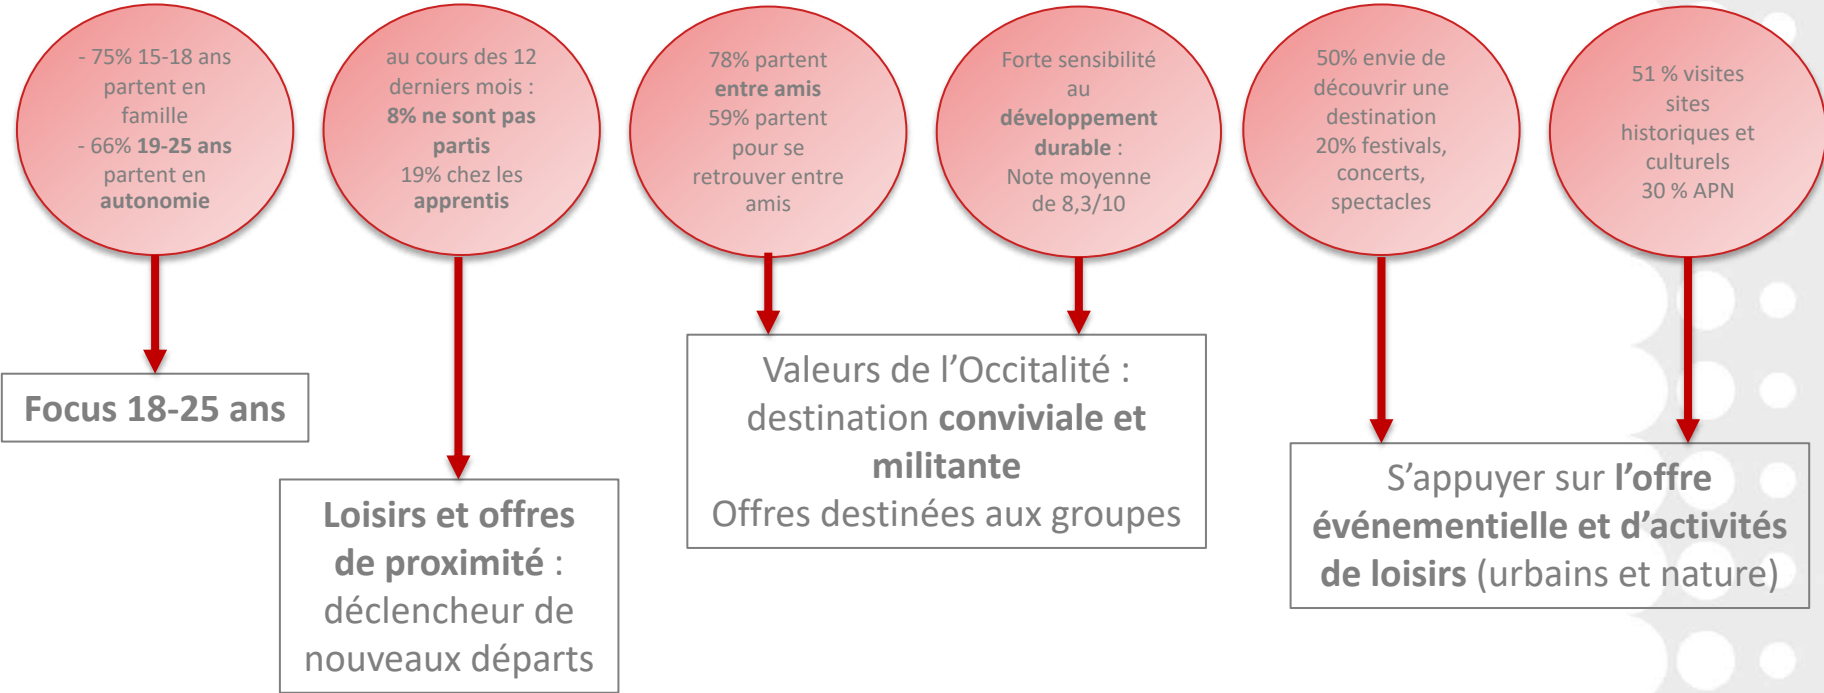 - 75% 15-18 ans
partent en
famille
- 66% 19-25 ans
partent en
autonomie
au cours des 12
derniers mois :
8% ne sont pas
partis
19% chez les
apprentis
78% partent
entre amis
59% partent
pour se
retrouver entre
amis
Forte sensibilité
au
développement
durable :
Note moyenne
de 8,3/10
50% envie de
découvrir une
destination
20% festivals,
concerts,
spectacles
51 % visites
sites
historiques et
culturels
30 % APN
Focus 18-25 ans
Loisirs et offres
de proximité :
déclencheur de
nouveaux départs
Valeurs de l’Occitalité :
destination conviviale et
militante
Offres destinées aux groupes
S’appuyer sur l’offre
événementielle et d’activités
de loisirs (urbains et nature)